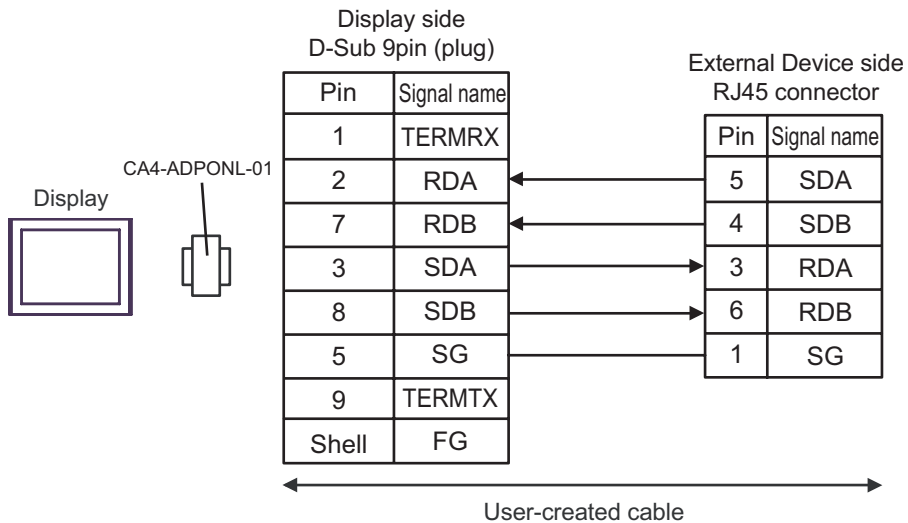 Display side
D-Sub 9pin (plug)
External Device side
RJ45 connector
Pin Signal name
1 TERMRX
2 RDA
7 RDB
3 SDA
8 SDB
5 SG
9 TERMTX
Shell FG
Pin Signal name
5 SDA
4 SDB
3 RDA
6 RDB
1 SG
CA4-ADPONL-01
Display
User-created cable